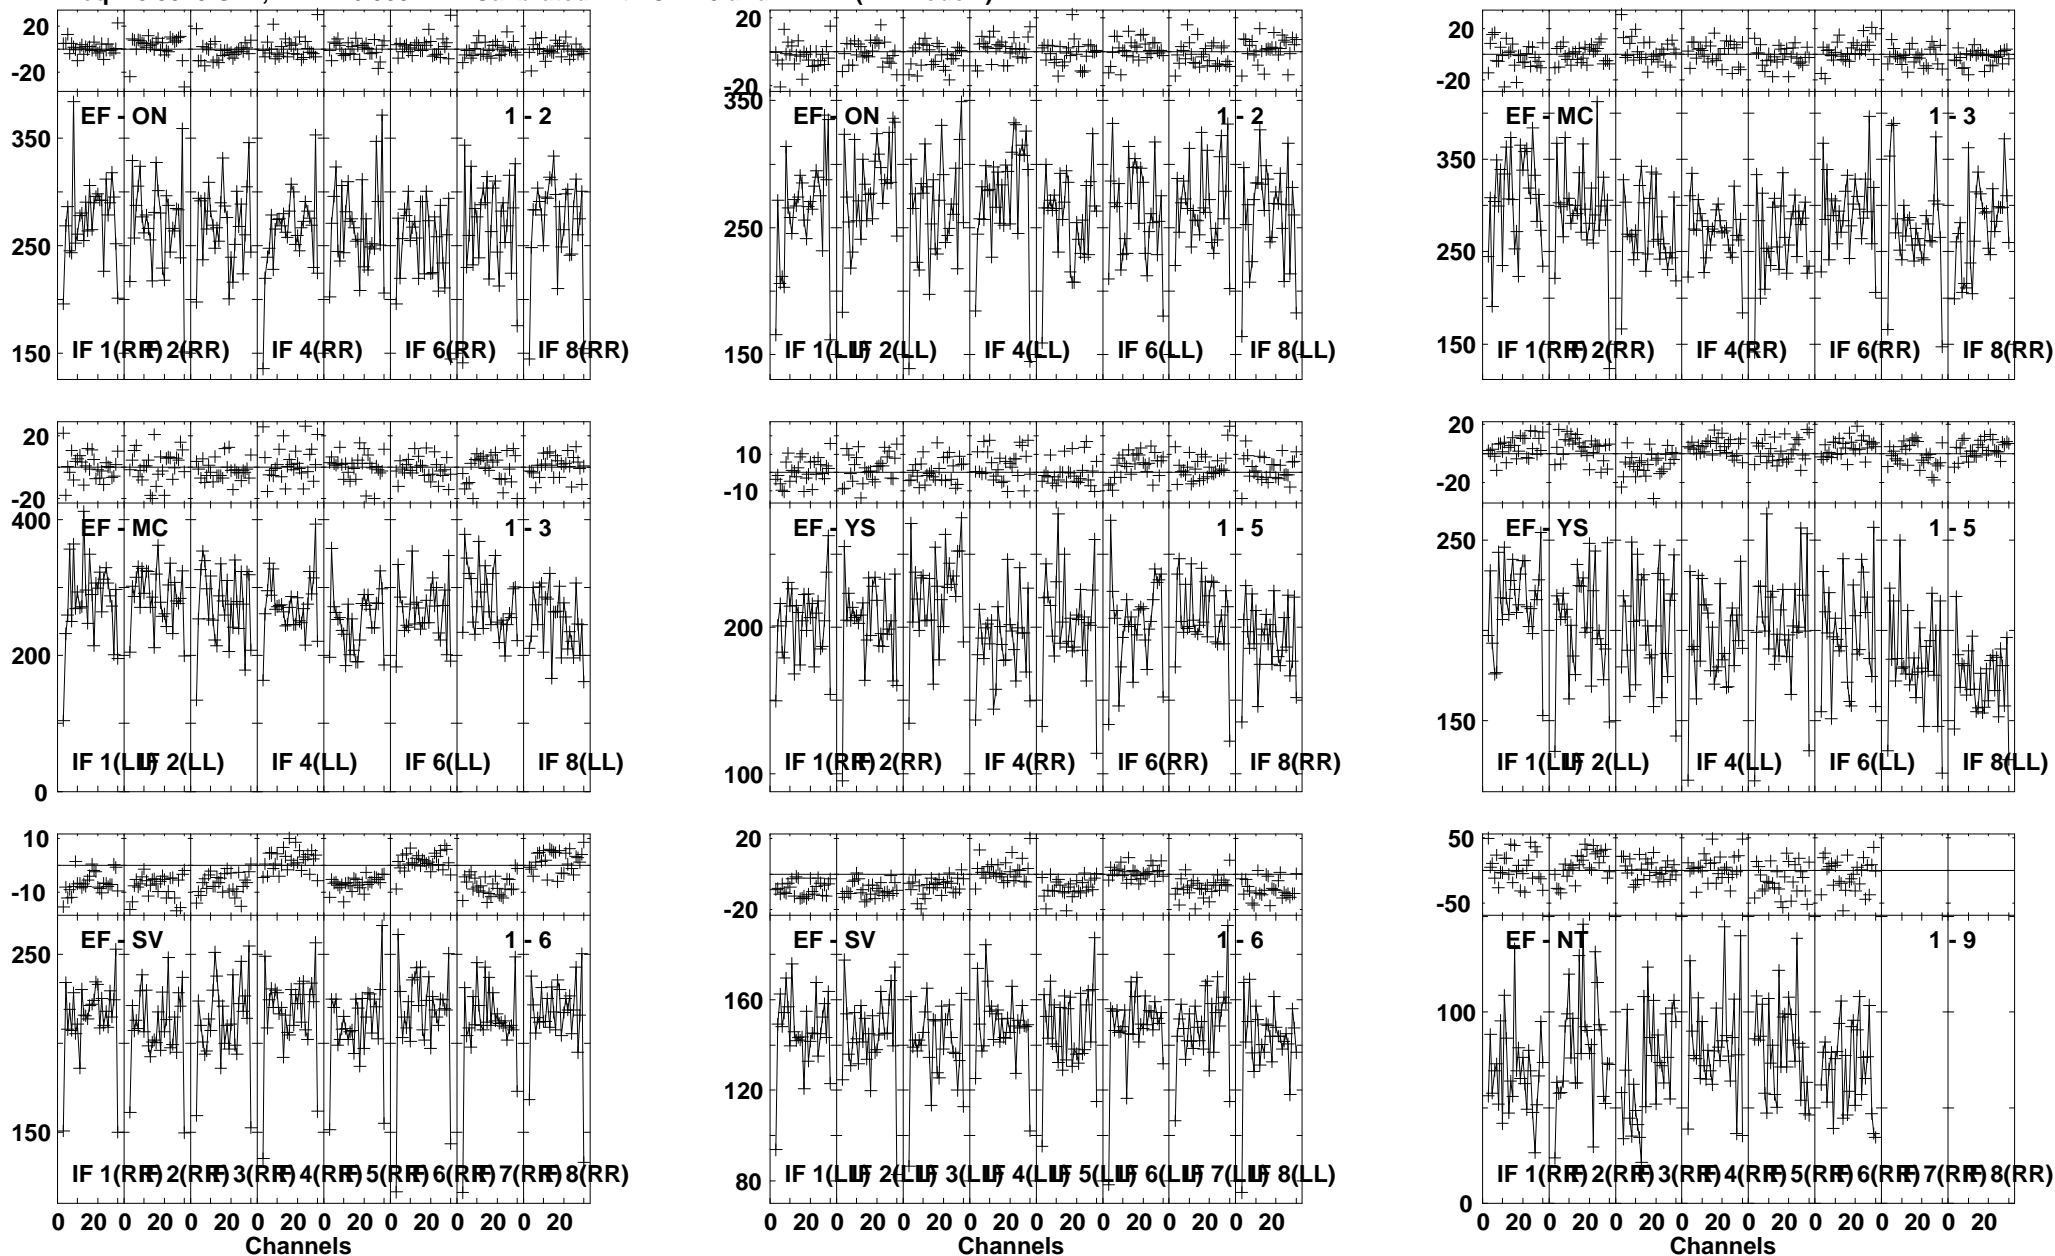 20 20 20
-20 -20 -20
350 EF - ON 1 - 2 350 EF - ON 1 - 2 350 EF - MC 1 - 3
250 250 250
150 IF 1(RR) IF 2(RR) IF 4(RR) IF 6(RR) IF 8(RR) 150 IF 1(LL) IF 2(LL) IF 4(LL) IF 6(LL) IF 8(LL) 150 IF 1(RR) IF 2(RR) IF 4(RR) IF 6(RR) IF 8(RR)
20 10 20
-20 -10 -20
400 EF - MC 1 - 3 EF - YS 1 - 5 250 EF - YS 1 - 5
200 200 150
IF 1(LL) IF 2(LL) IF 4(LL) IF 6(LL) IF 8(LL) 100 IF 1(RR) IF 2(RR) IF 4(RR) IF 6(RR) IF 8(RR) IF 1(LL) IF 2(LL) IF 4(LL) IF 6(LL) IF 8(LL)
0
10 20 50
-10 -20 -50
250 EF - SV 1 - 6 EF - SV 1 - 6 EF - NT 1 - 9
160 100
150 120
IF 1(RR) IF 2(RR) IF 3(RR) IF 4(RR) IF 5(RR) IF 6(RR) IF 7(RR) IF 8(RR) 80 IF 1(LL) IF 2(LL) IF 3(LL) IF 4(LL) IF 5(LL) IF 6(LL) IF 7(LL) IF 8(LL) IF 1(RR) IF 2(RR) IF 3(RR) IF 4(RR) IF 5(RR) IF 6(RR) IF 7(RR) IF 8(RR)
0
0 20 0 20 0 20 0 20 0 20 0 20 0 20 0 20 0 20 0 20 0 20 0 20 0 20 0 20 0 20 0 20 0 20 0 20 0 20 0 20 0 20 0 20 0 20 0 20
Channels Channels Channels